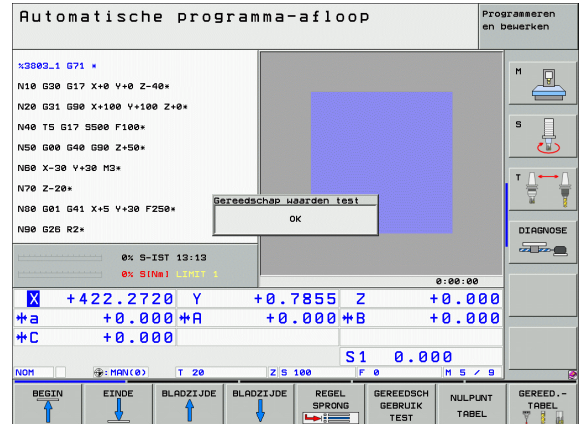 Automatische programma-afloop
Programmeren
en bewerken
%3803_1 G71 *
N10 G30 G17 X+0 Y+0 Z-40*
N20 G31 G90 X+100 Y+100 Z+0*
N40 T5 G17 S500 F100*
N50 G00 G40 G90 Z+50*
N60 X-30 Y+30 M3*
N70 Z-20*
N80 G01 G41 X+5 Y+30 F250*
N90 G26 R2*
Gereedschap waarden test
OK
0% S-IST 13:13
0% S[Nm] LIMIT 1
0:00:00
M
S
T
DIAGNOSE
X +422.2720 Y +0.7855 Z +0.000
a +0.000 A +0.000 B +0.000
C +0.000
S1 0.000
NOM : MAN(0) T 20 Z S 100 F 0 M 5 / 9
BEGIN
EINDE
BLADZIJDE
BLADZIJDE
REGEL
SPRONG
GEREEDSCH
GEBRUIK
TEST
NULPUNT
TABEL
GEREED.-
TABEL